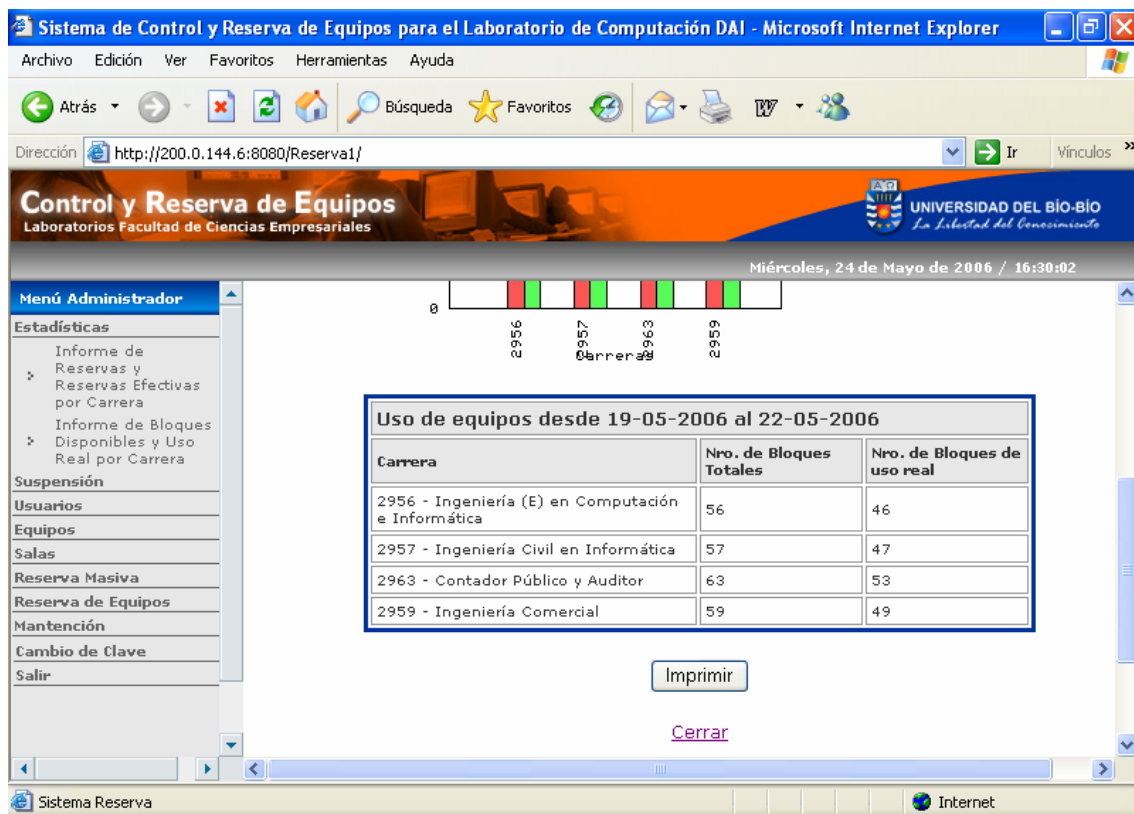 Sistema de Control y Reserva de Equipos para el Laboratorio de Computación DAI - Microsoft Internet Explorer
Archivo Edición Ver Favoritos Herramientas Ayuda
Atrás Búsqueda Favoritos
Dirección http://200.0.144.6:8080/Reserva1/ Ir Vínculos »
Control y Reserva de Equipos
Laboratorios Facultad de Ciencias Empresariales
UNIVERSIDAD DEL BÍO-BÍO
La Libertad del Conocimiento
Miércoles, 24 de Mayo de 2006 / 16:30:02
Menú Administrador
Estadísticas
Informe de
Reservas y
Reservas Efectivas
por Carrera
Informe de Bloques
Disponibles y Uso
Real por Carrera
Suspensión
Usuarios
Equipos
Salas
Reserva Masiva
Reserva de Equipos
Mantención
Cambio de Clave
Salir
0
2956 2957 2963 2959
Carreras
Uso de equipos desde 19-05-2006 al 22-05-2006
Carrera Nro. de Bloques Totales Nro. de Bloques de uso real
2956 - Ingeniería (E) en Computación e Informática 56 46
2957 - Ingeniería Civil en Informática 57 47
2963 - Contador Público y Auditor 63 53
2959 - Ingeniería Comercial 59 49
Imprimir
Cerrar
Sistema Reserva Internet